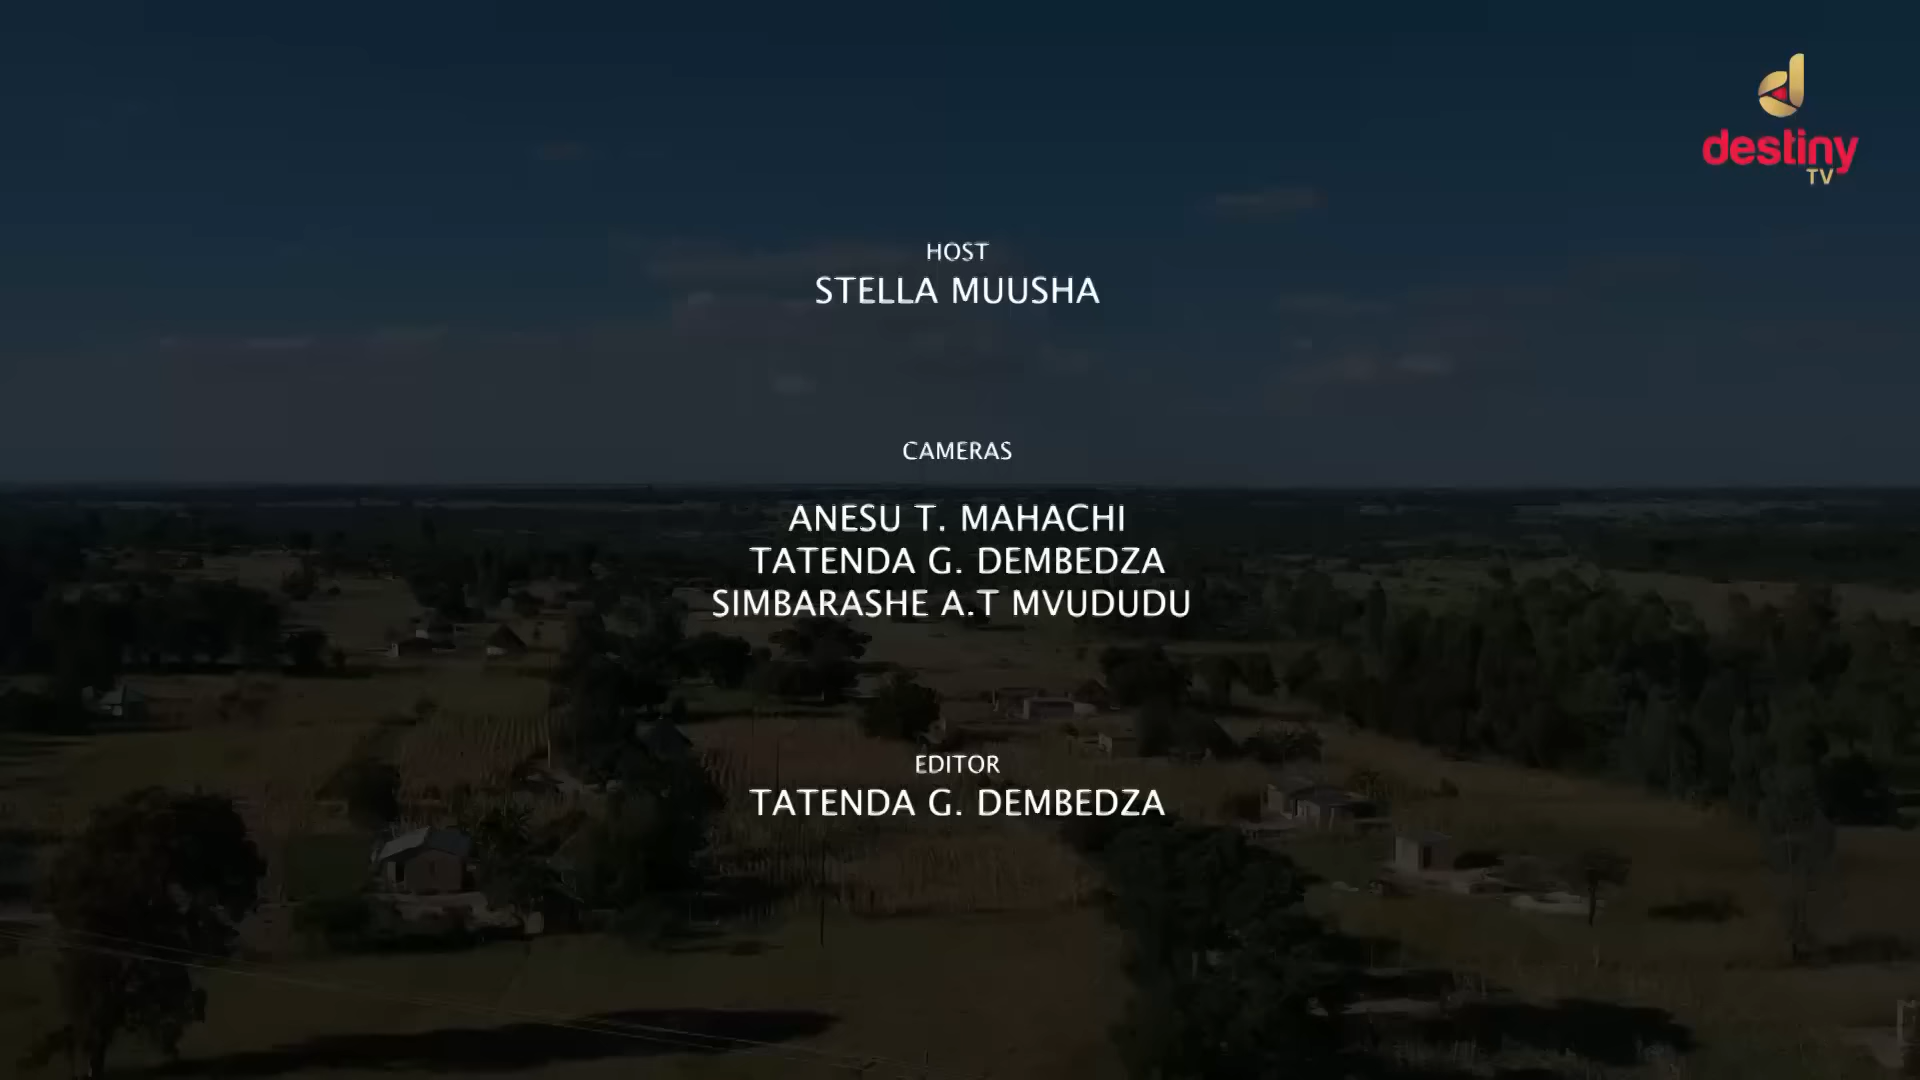 destiny
TV
HOST
STELLA MUUSHA
CAMERAS
ANESU T. MAHACHI
TATENDA G. DEMBEDZA
SIMBARASHE A.T MVUDUDU
EDITOR
TATENDA G. DEMBEDZA